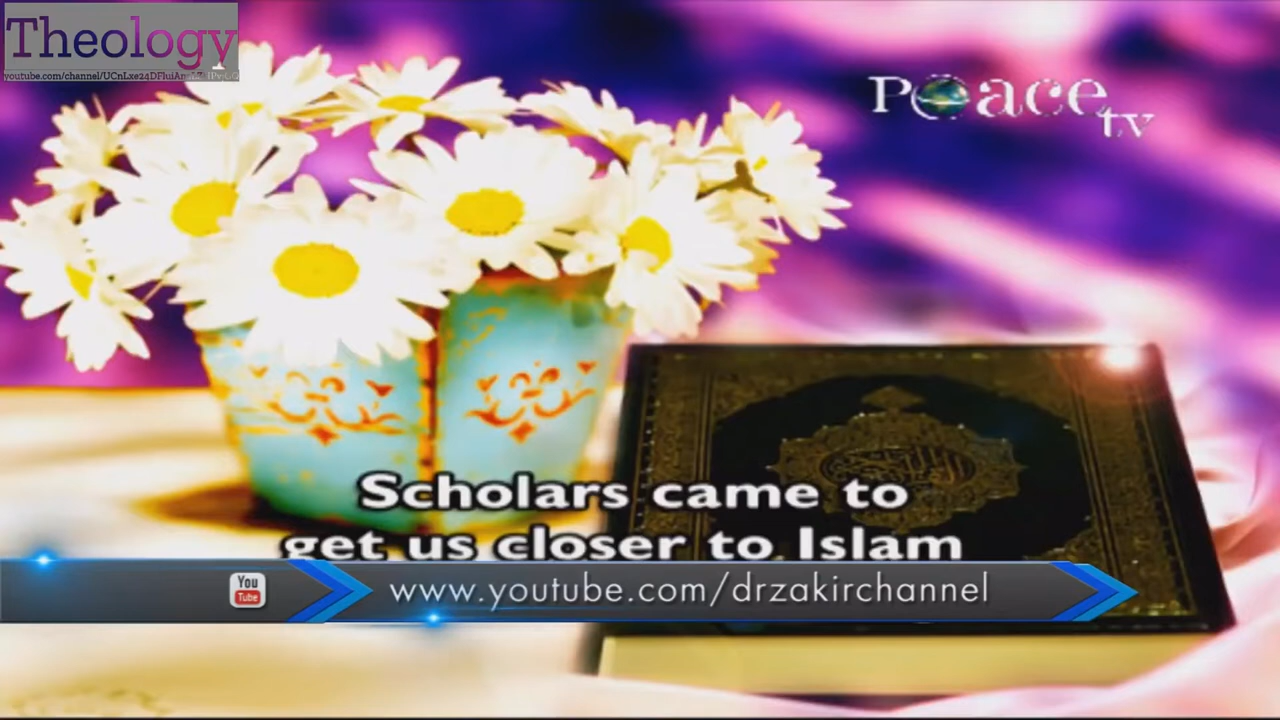 Theology
Peace
tv
Scholars came to
get us closer to Islam
You
Tube
www.youtube.com/drzakirchannel